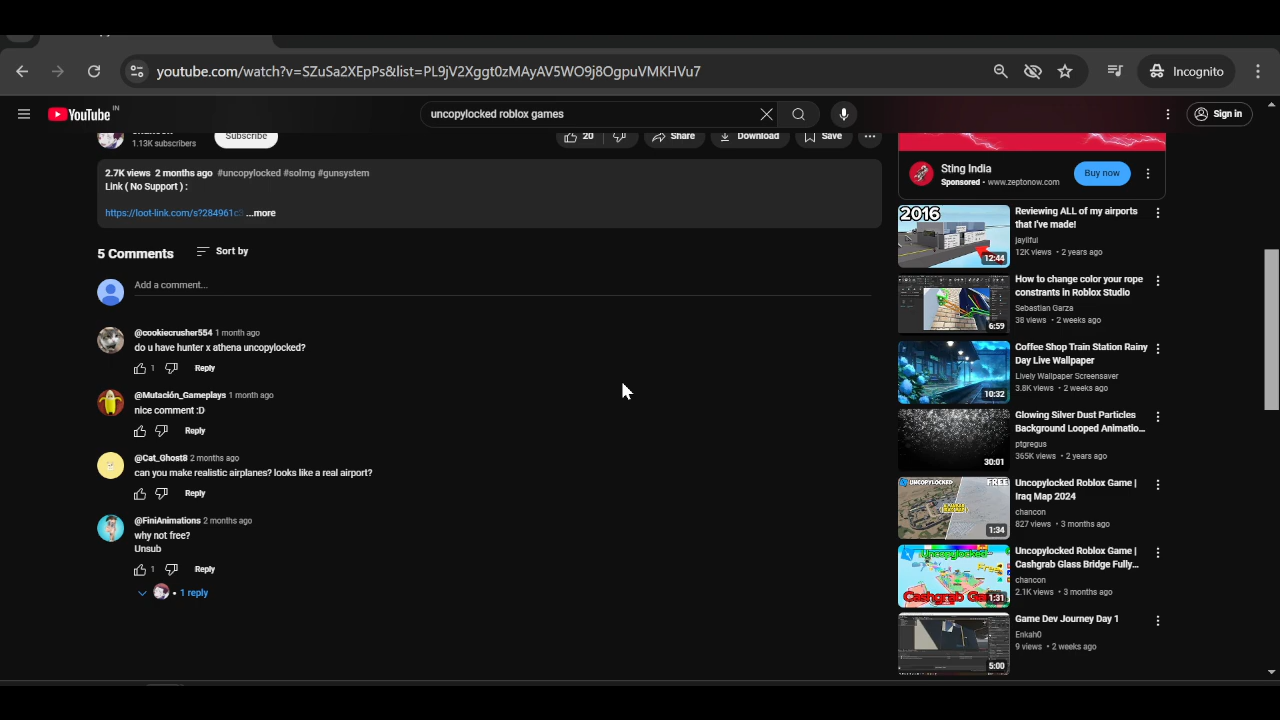 youtube.com/watch?v=SZuSa2XEpPs&list=PL9jV2Xggt0zMAyAV5WO9j8OgpuVMKHVu7
Incognito
YouTube IN
uncopylocked roblox games
Sign in
1.13K subscribers
Subscribe
20
Share
Download
Save
2.7K views 2 months ago #uncopylocked #solmg #gunsystem
Link ( No Support ) :
https://loot-link.com/s?284961c5 ...more
5 Comments
Sort by
Add a comment...
@cookiecrusher554 1 month ago
do u have hunter x athena uncopylocked?
1
Reply
@Mutación_Gameplays 1 month ago
nice comment :D
Reply
@Cat_Ghost8 2 months ago
can you make realistic airplanes? looks like a real airport?
Reply
@FiniAnimations 2 months ago
why not free?
Unsub
1
Reply
• 1 reply
Sting India
Sponsored • www.zeptonow.com
Buy now
2016
12:44
Reviewing ALL of my airports
that I've made!
jayliful
12K views • 2 years ago
6:59
How to change color your rope
constrants in Roblox Studio
Sebastian Garza
38 views • 2 weeks ago
10:32
Coffee Shop Train Station Rainy
Day Live Wallpaper
Lively Wallpaper Screensaver
3.8K views • 2 weeks ago
30:01
Glowing Silver Dust Particles
Background Looped Animatio...
ptgregus
365K views • 2 years ago
UNCOPYLOCKED
FREE
1:34
Uncopylocked Roblox Game |
Iraq Map 2024
chancon
827 views • 3 months ago
Uncopylocked
Free
Cashgrab Ga
1:31
Uncopylocked Roblox Game |
Cashgrab Glass Bridge Fully...
chancon
2.1K views • 3 months ago
5:00
Game Dev Journey Day 1
Enkah0
9 views • 2 weeks ago